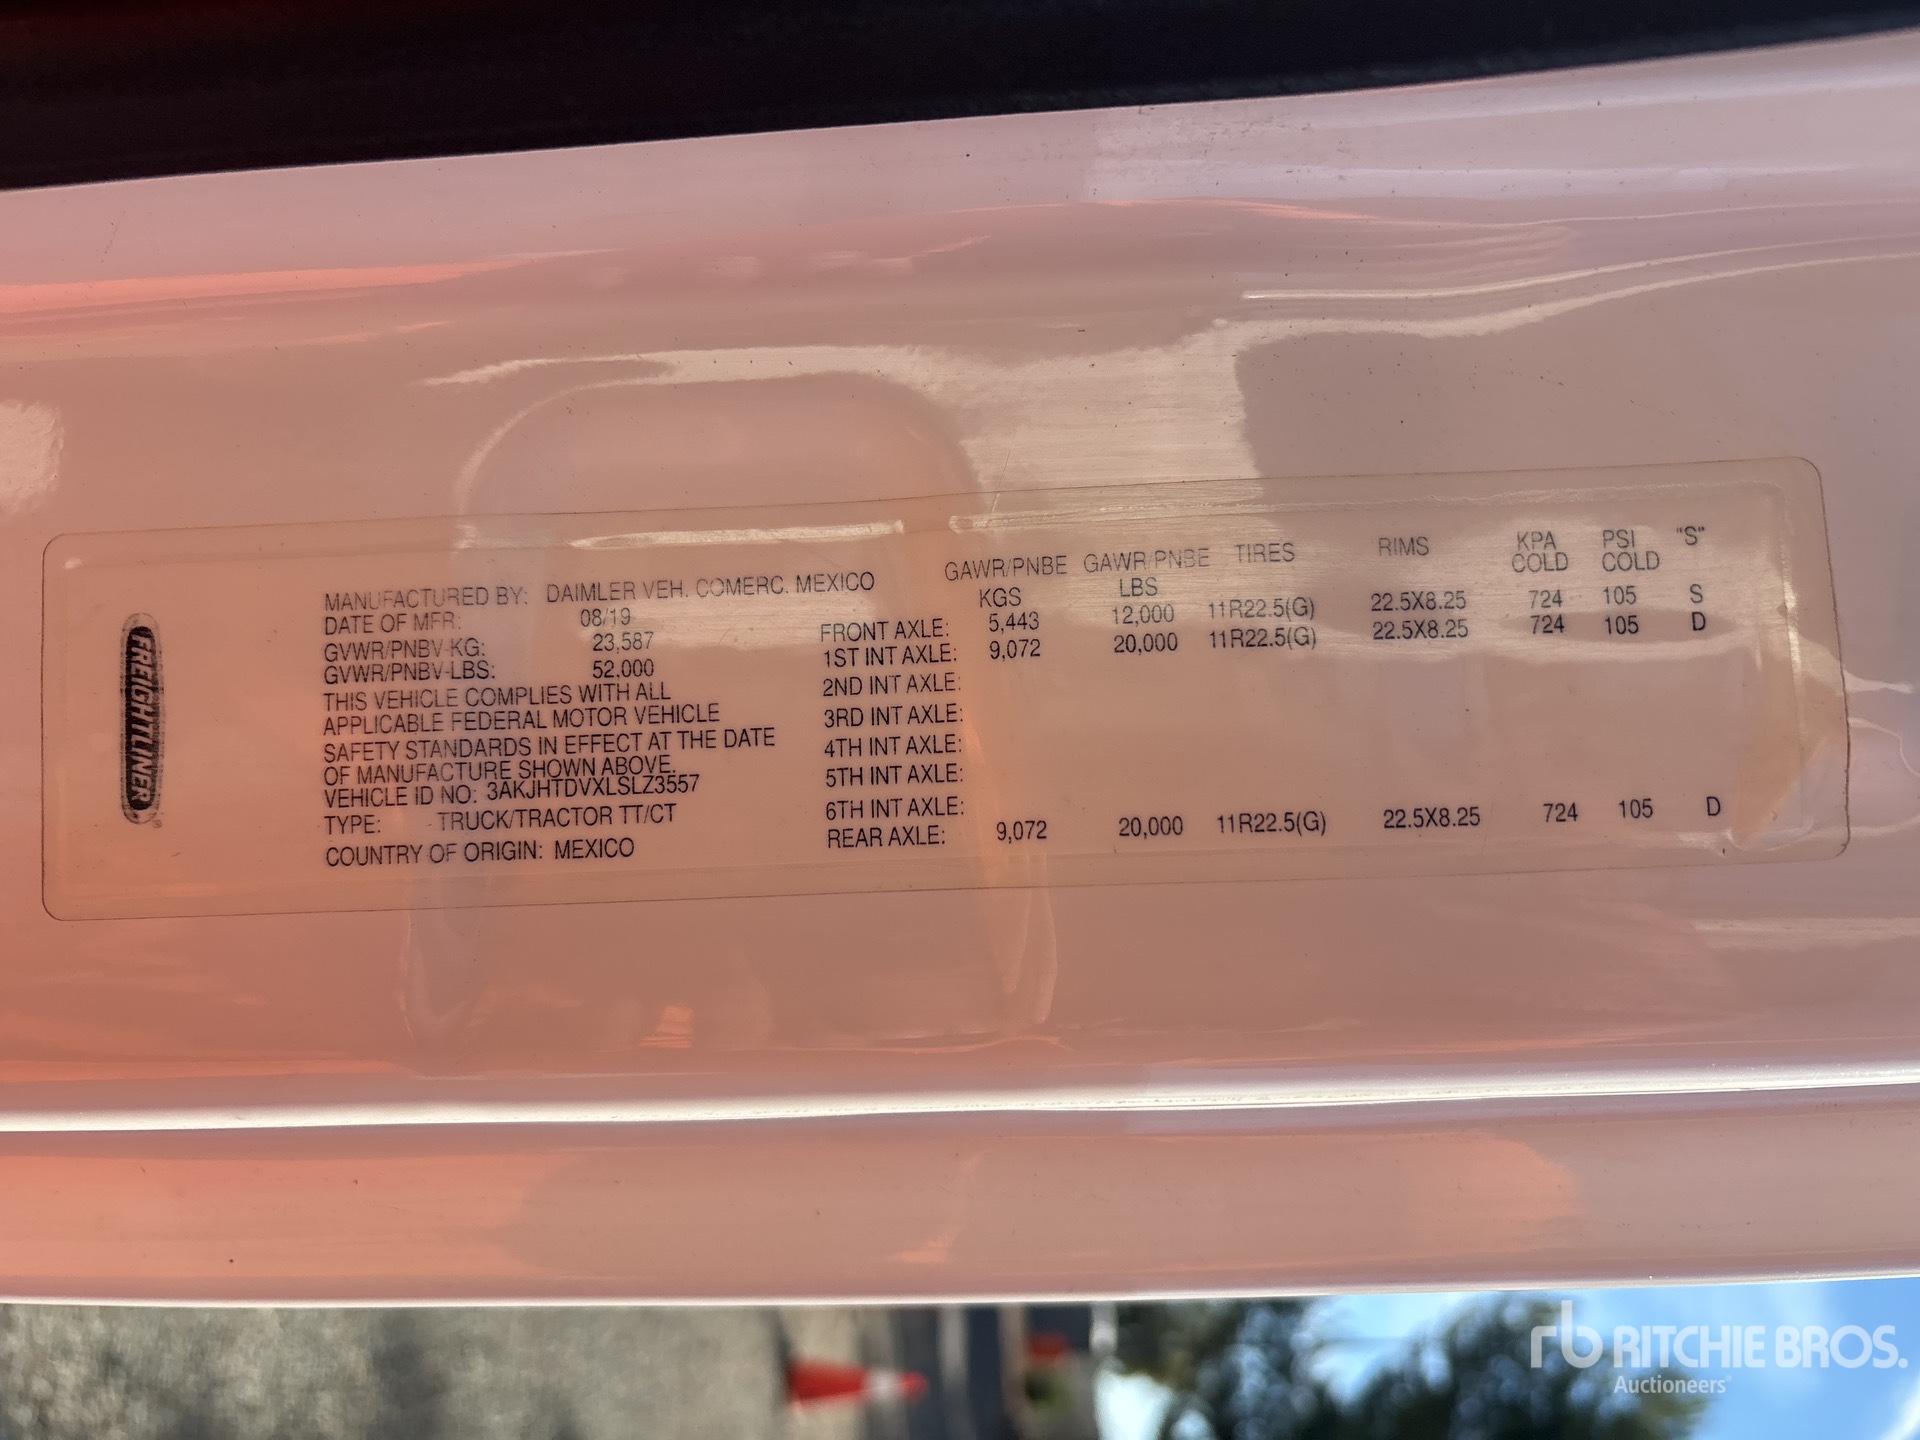 FREIGHTLINER
MANUFACTURED BY: DAIMLER VEH. COMERC. MEXICO
DATE OF MFR: 08/19
GVWR/PNBV-KG: 23,587
GVWR/PNBV-LBS: 52,000
THIS VEHICLE COMPLIES WITH ALL
APPLICABLE FEDERAL MOTOR VEHICLE
SAFETY STANDARDS IN EFFECT AT THE DATE
OF MANUFACTURE SHOWN ABOVE.
VEHICLE ID NO: 3AKJHTDVXLSLZ3557
TYPE: TRUCK/TRACTOR TT/CT
COUNTRY OF ORIGIN: MEXICO
GAWR/PNBE KGS GAWR/PNBE LBS TIRES RIMS KPA COLD PSI COLD "S"
FRONT AXLE: 5,443 12,000 11R22.5(G) 22.5X8.25 724 105 S
1ST INT AXLE: 9,072 20,000 11R22.5(G) 22.5X8.25 724 105 D
2ND INT AXLE:
3RD INT AXLE:
4TH INT AXLE:
5TH INT AXLE:
6TH INT AXLE:
REAR AXLE: 9,072 20,000 11R22.5(G) 22.5X8.25 724 105 D
rb RITCHIE BROS.
Auctioneers